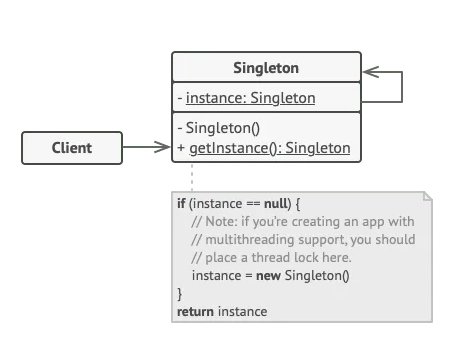 Singleton
- instance: Singleton
- Singleton()
+ getInstance(): Singleton
Client
if (instance == null) {
// Note: if you're creating an app with
// multithreading support, you should
// place a thread lock here.
instance = new Singleton()
}
return instance